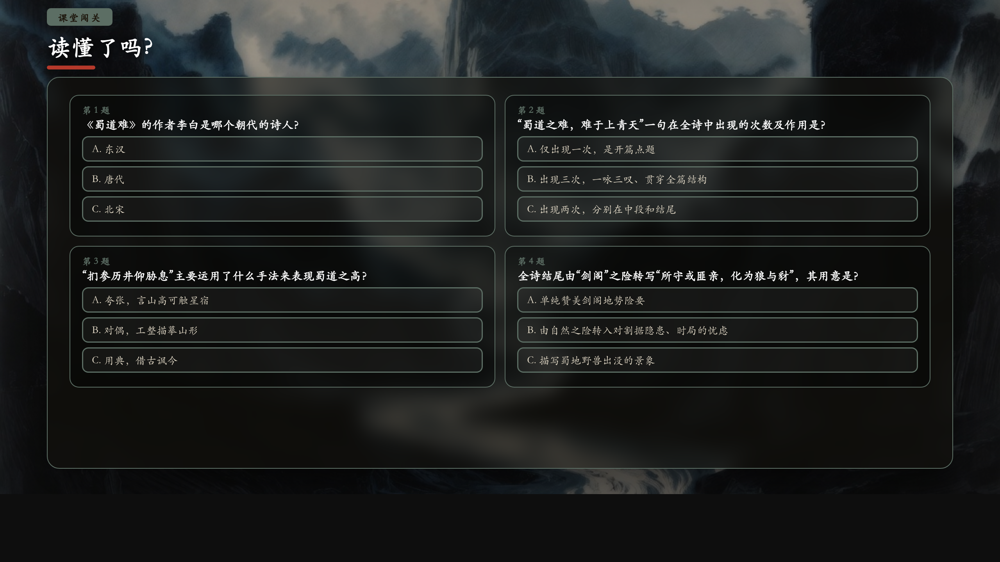 课堂闯关
读懂了吗?
第 1 题
《蜀道难》的作者李白是哪个朝代的诗人?
A. 东汉
B. 唐代
C. 北宋
第 2 题
“蜀道之难，难于上青天”一句在全诗中出现的次数及作用是?
A. 仅出现一次，是开篇点题
B. 出现三次，一咏三叹、贯穿全篇结构
C. 出现两次，分别在中段和结尾
第 3 题
“扪参历井仰胁息”主要运用了什么手法来表现蜀道之高?
A. 夸张，言山高可触星宿
B. 对偶，工整描摹山形
C. 用典，借古讽今
第 4 题
全诗结尾由“剑阁”之险转写“所守或匪亲，化为狼与豺”，其用意是?
A. 单纯赞美剑阁地势险要
B. 由自然之险转入对割据隐患、时局的忧虑
C. 描写蜀地野兽出没的景象